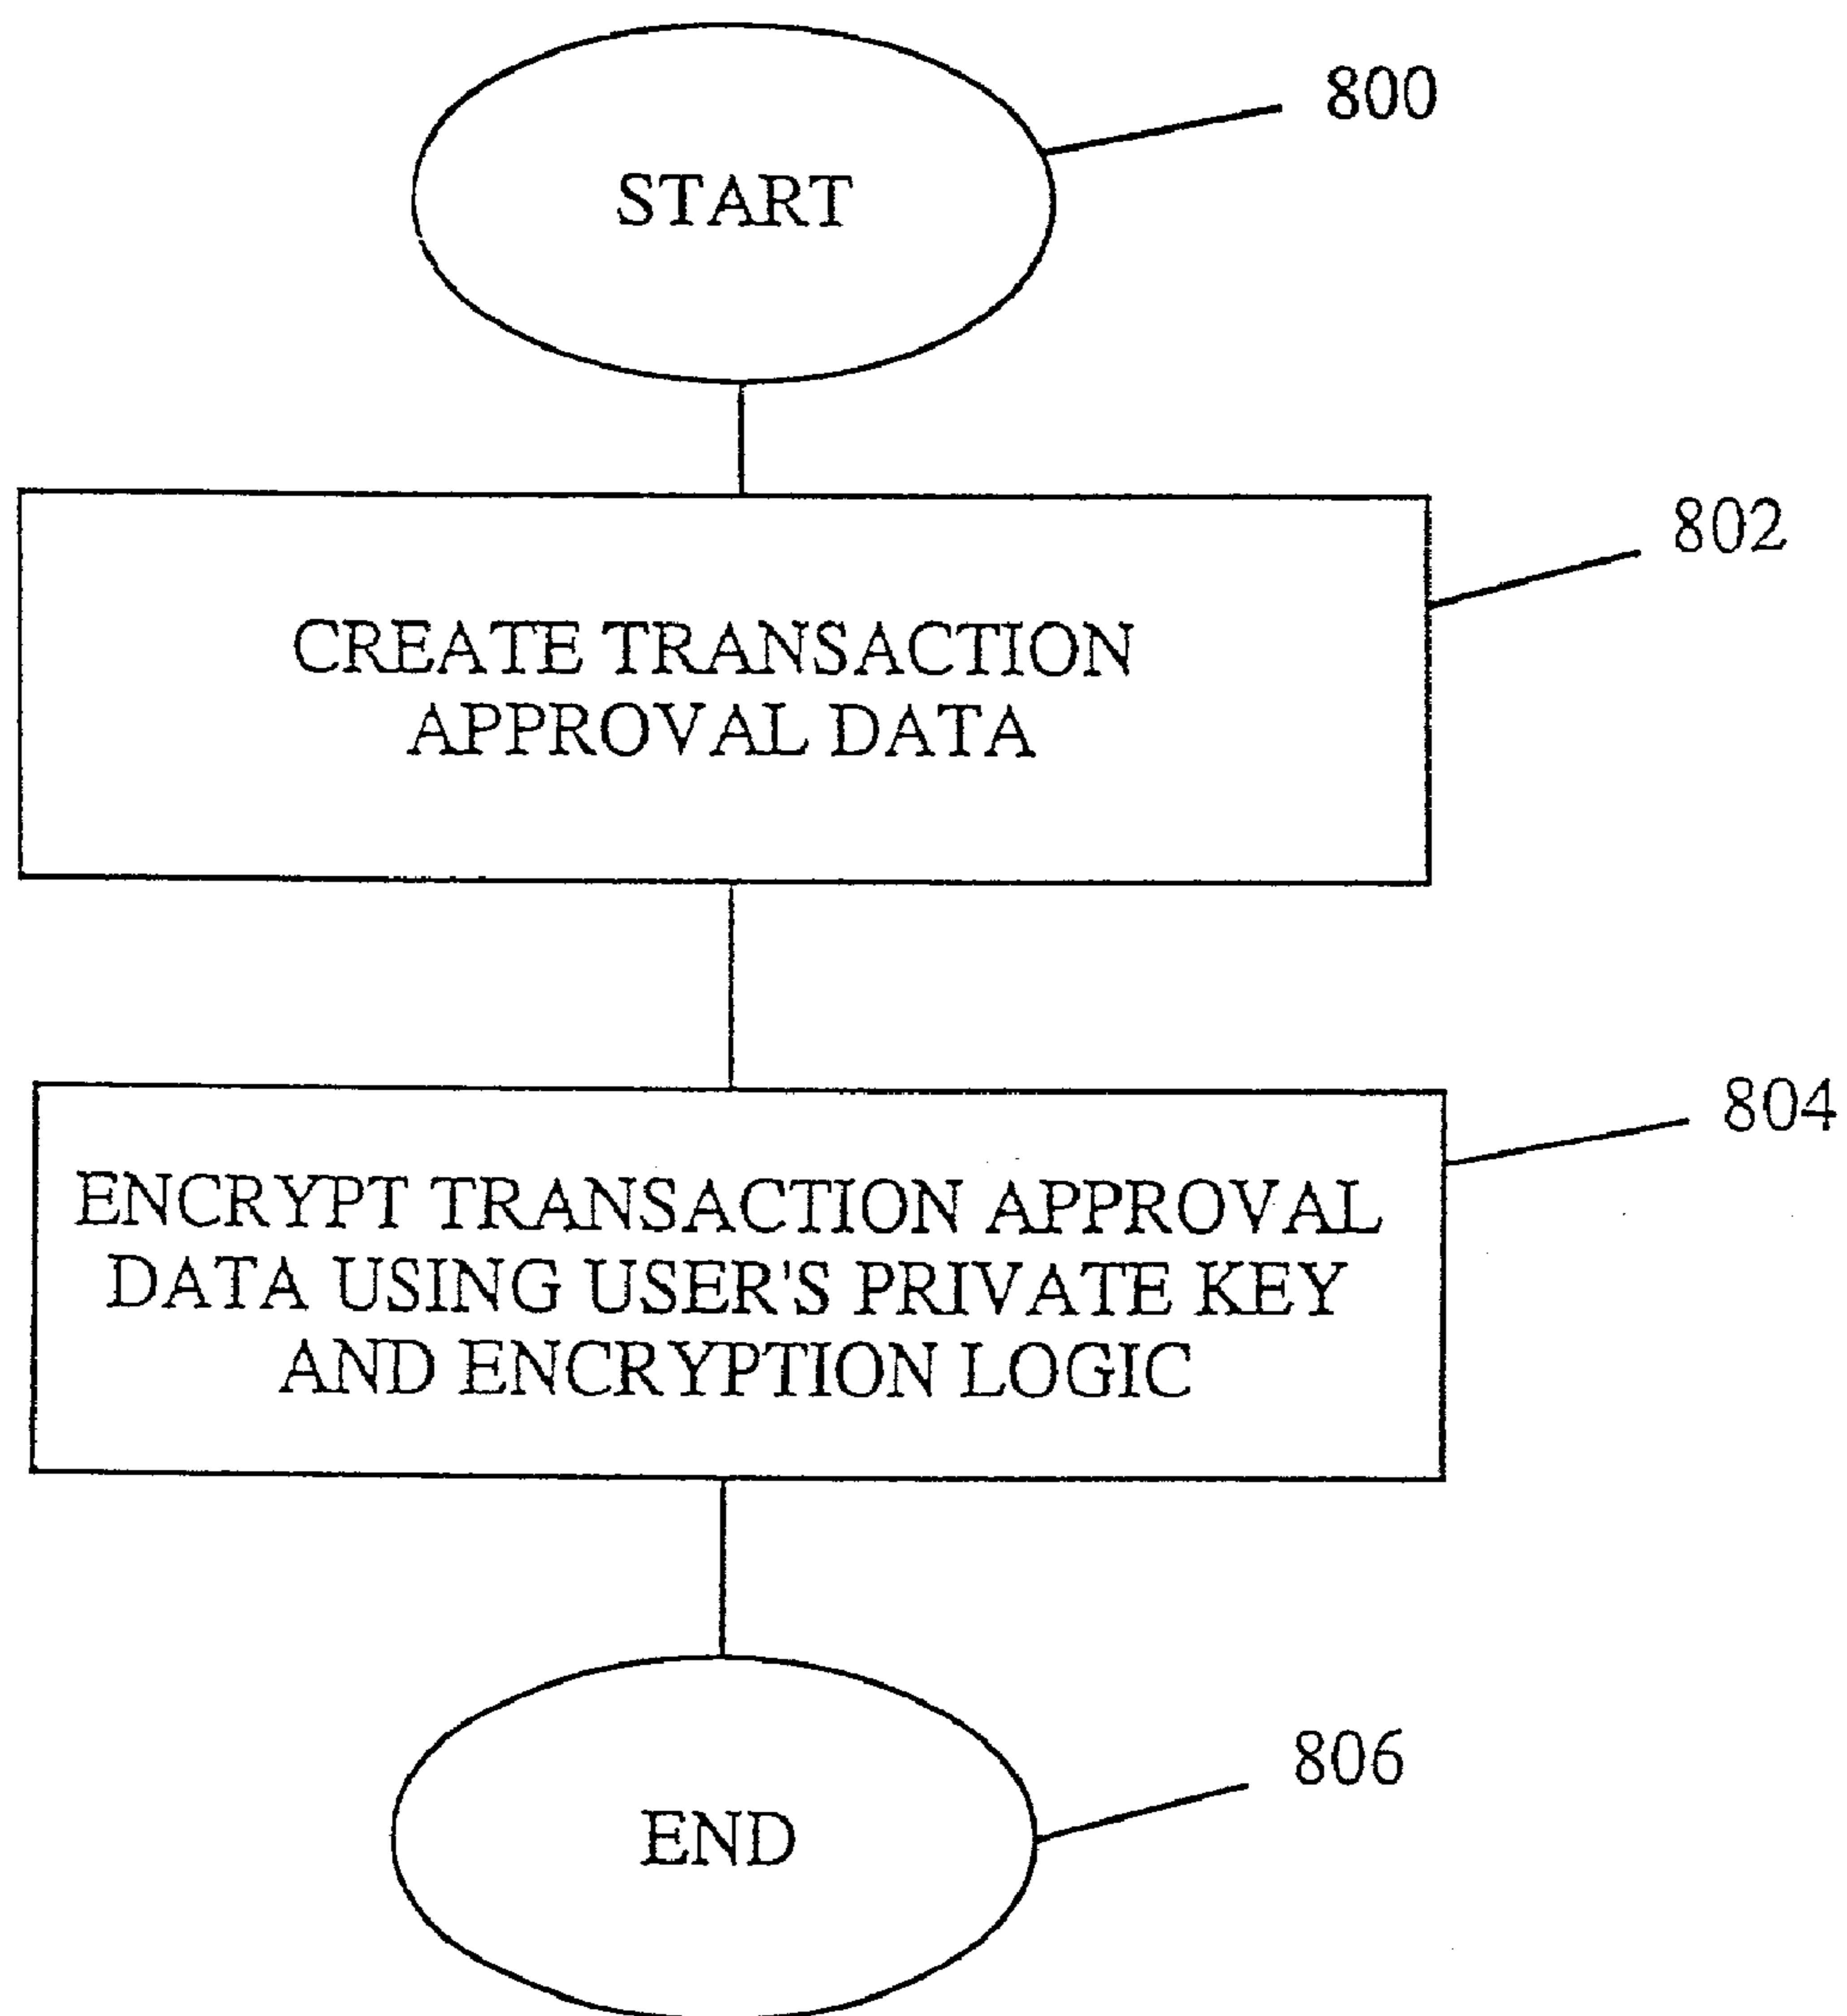 START
800
CREATE TRANSACTION
APPROVAL DATA
802
ENCRYPT TRANSACTION APPROVAL
DATA USING USER'S PRIVATE KEY
AND ENCRYPTION LOGIC
804
END
806